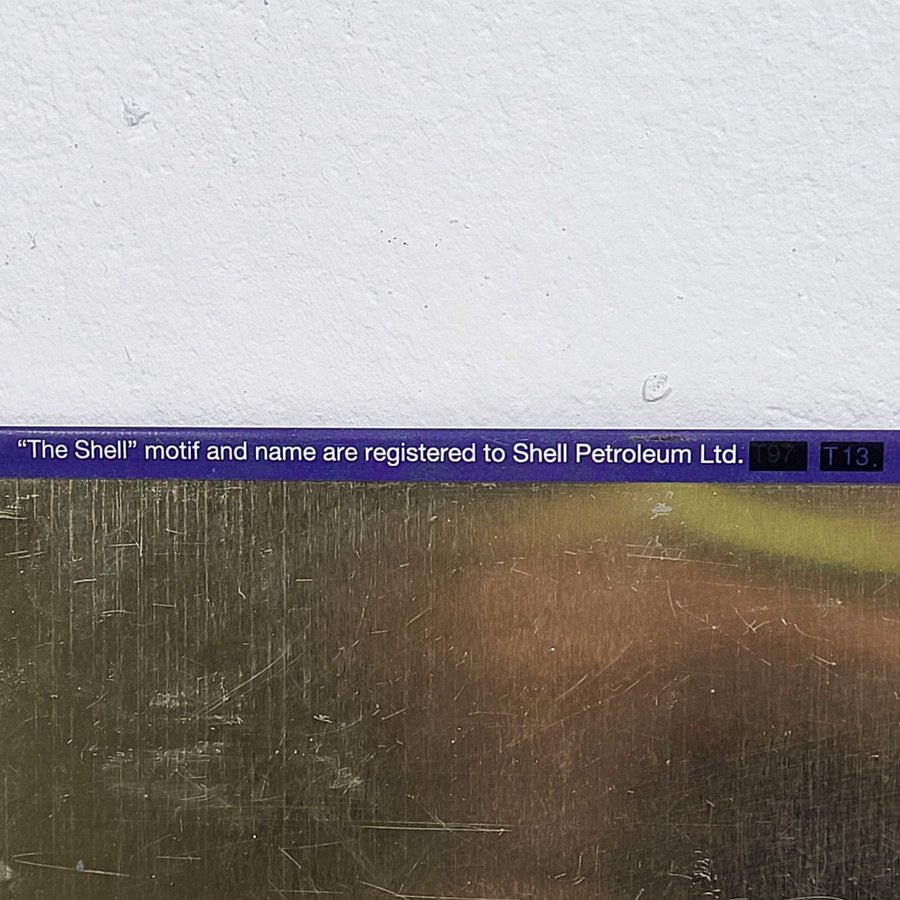 “The Shell” motif and name are registered to Shell Petroleum Ltd. T97. T13.